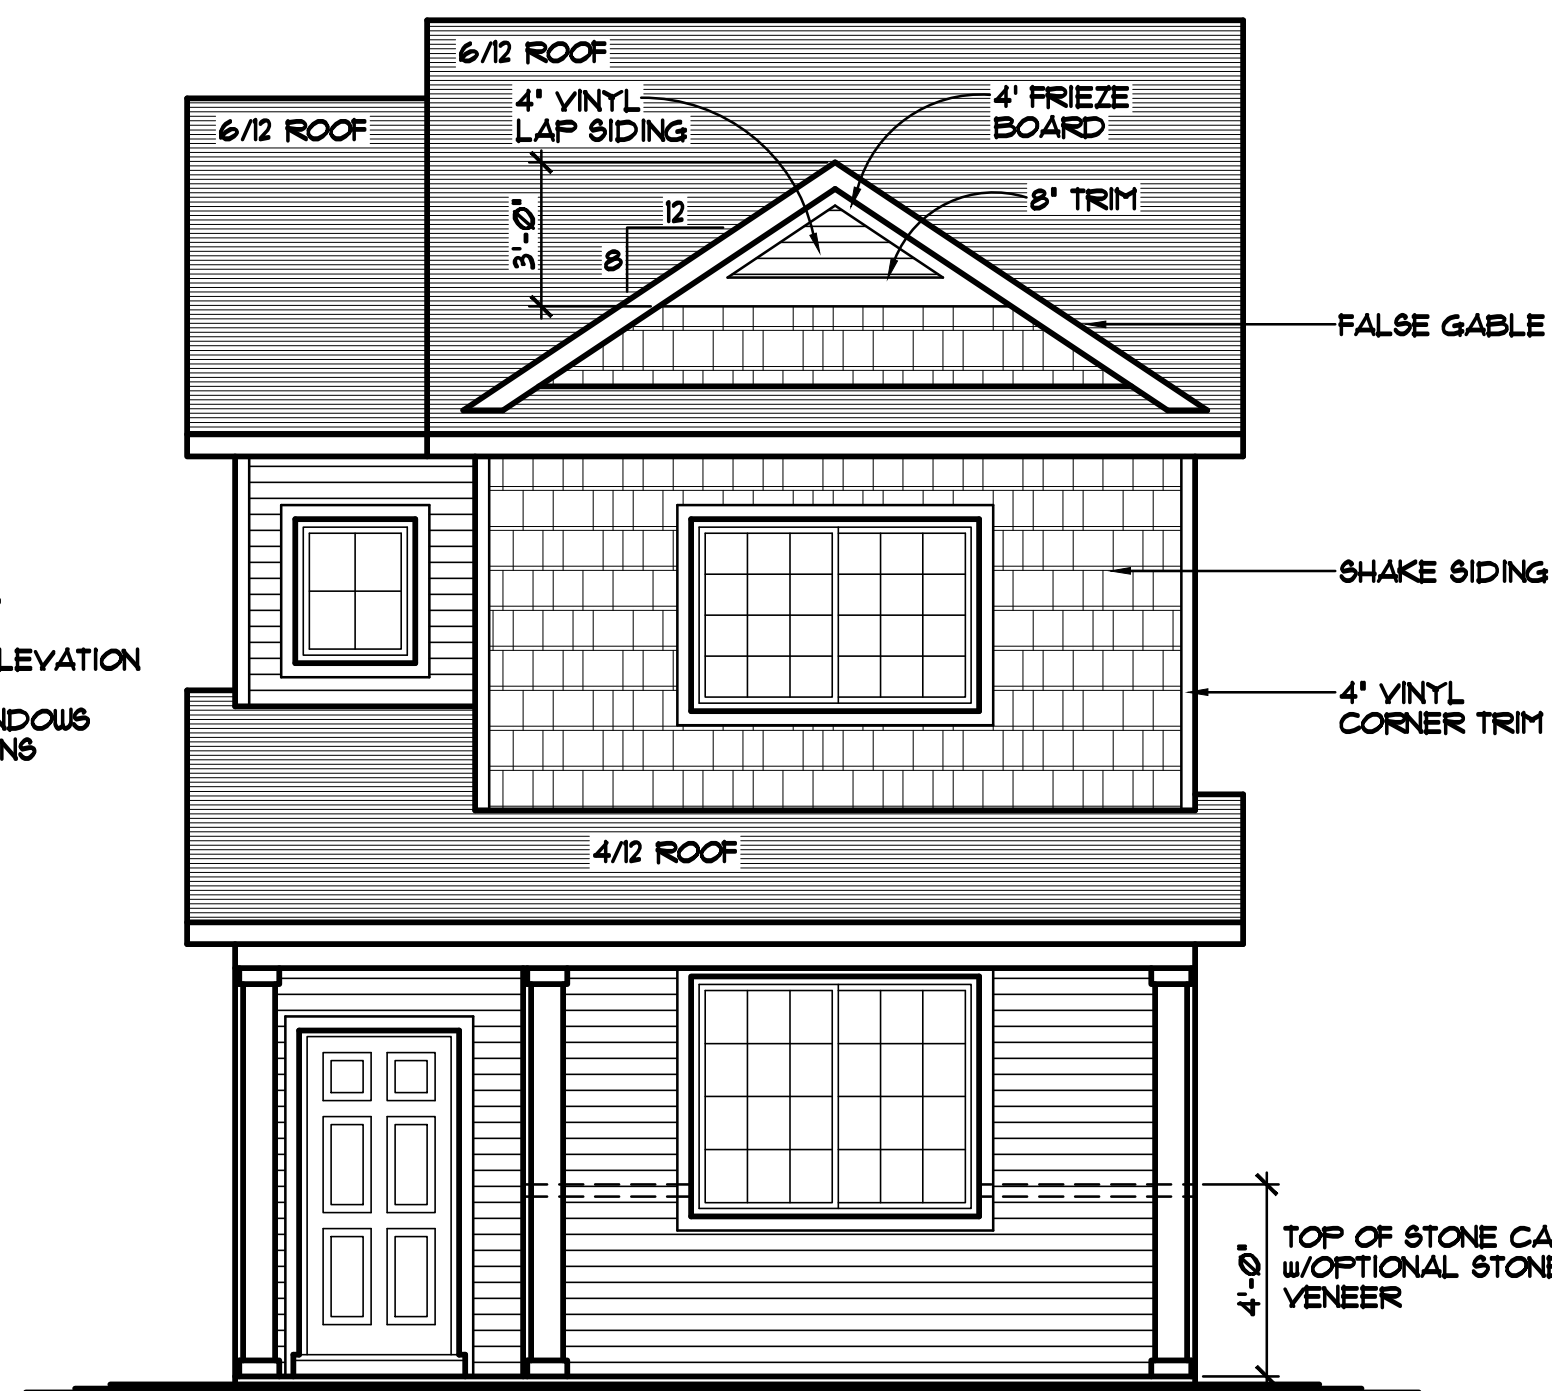 6/12 ROOF
4" VINYL
LAP SIDING
4' FRIEZE
BOARD
6/12 ROOF
8" TRIM
3'-0"
12
8
FALSE GABLE
SHAKE SIDING
LEVATION
NDOWS
NS
4" VINYL
CORNER TRIM
4/12 ROOF
TOP OF STONE CA
w/OPTIONAL STONE
VENEER
4'-0"